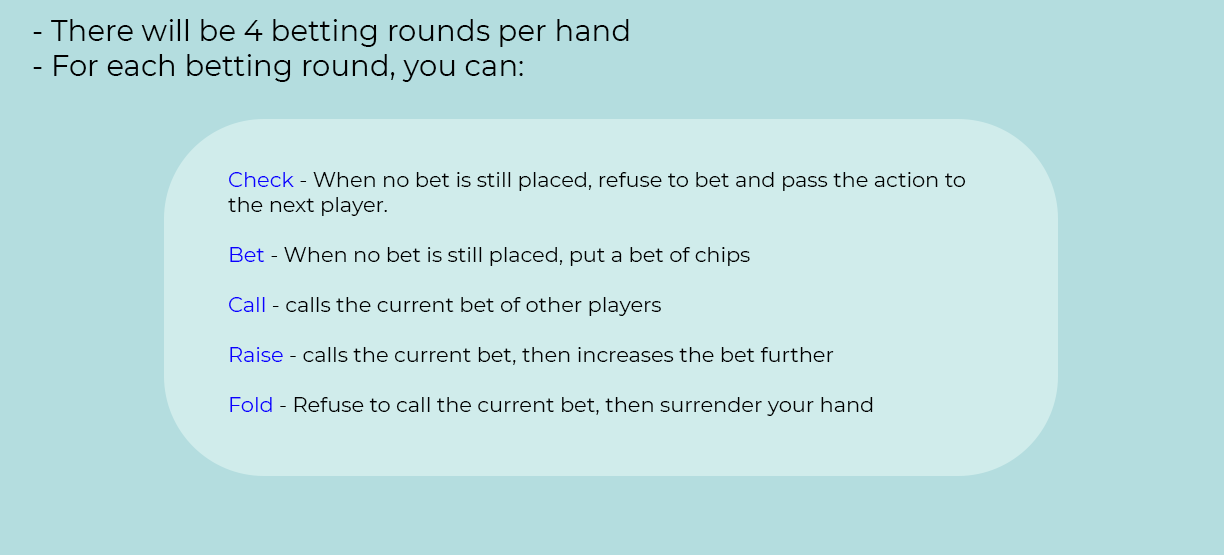 - There will be 4 betting rounds per hand
- For each betting round, you can:
Check - When no bet is still placed, refuse to bet and pass the action to
the next player.
Bet - When no bet is still placed, put a bet of chips
Call - calls the current bet of other players
Raise - calls the current bet, then increases the bet further
Fold - Refuse to call the current bet, then surrender your hand